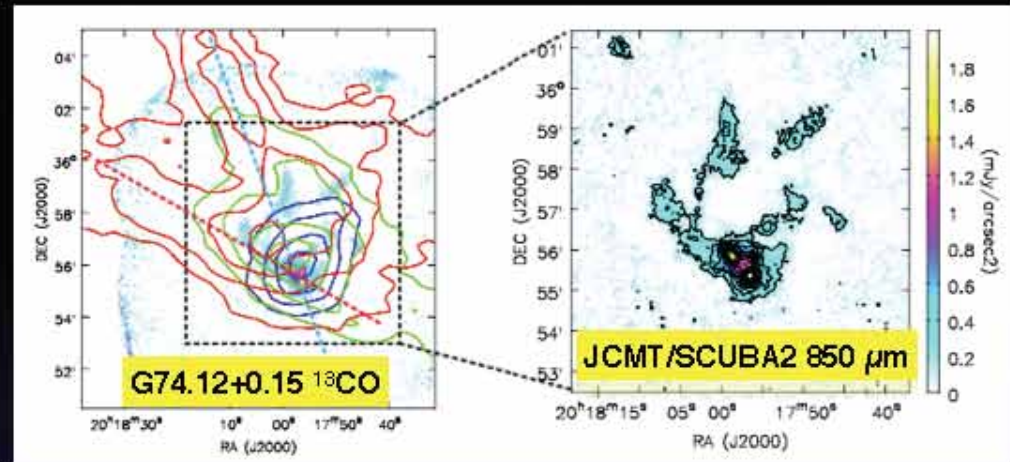 04'
02'
36°
58'
56'
54'
52'
DEC (J2000)
20ʰ18ᵐ30ˢ
10ˢ
00ˢ
17ᵐ50ˢ
40ˢ
RA (J2000)
G74.12+0.15 ¹³CO
01'
36°
59'
58'
57'
56'
55'
54'
53'
DEC (J2000)
20ʰ18ᵐ15ˢ
05ˢ
00ˢ
17ᵐ50ˢ
40ˢ
RA (J2000)
JCMT/SCUBA2 850 μm
1.8
1.6
1.4
1.2
1
0.8
0.6
0.4
0.2
0
(mJy/arcsec2)